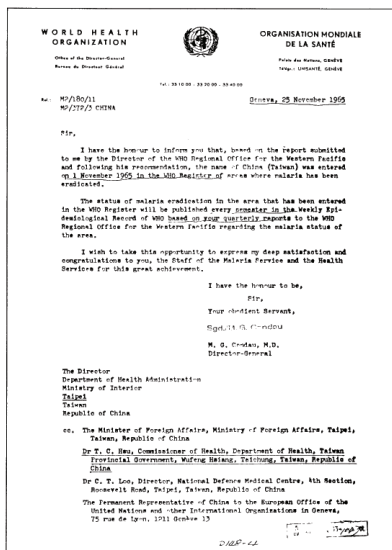 WORLD HEALTH
ORGANIZATION
Office of the Director-General
Bureau du Directeur Général
ORGANISATION MONDIALE
DE LA SANTÉ
Palais des Nations, GENÈVE
Télégr.: UNISANTÉ, GENÈVE
Tél.: 33 10 00 - 33 20 00 - 33 40 00
Ref.: M2/180/11
M2/372/3 CHINA
Geneva, 25 November 1965
Sir,
I have the honour to inform you that, based on the report submitted
to me by the Director of the WHO Regional Office for the Western Pacific
and following his recommendation, the name of China (Taiwan) was entered
on 1 November 1965 in the WHO Register of areas where malaria has been
eradicated.
The status of malaria eradication in the area that has been entered
in the WHO Register will be published every semester in the Weekly Epi-
demiological Record of WHO based on your quarterly reports to the WHO
Regional Office for the Western Pacific regarding the malaria status of
the area.
I wish to take this opportunity to express my deep satisfaction and
congratulations to you, the Staff of the Malaria Service and the Health
Services for this great achievement.
I have the honour to be,
Sir,
Your obedient Servant,
Sgd. M. G. Candau
M. G. Candau, M.D.
Director-General
The Director
Department of Health Administration
Ministry of Interior
Taipei
Taiwan
Republic of China
cc. The Minister of Foreign Affairs, Ministry of Foreign Affairs, Taipei,
Taiwan, Republic of China
Dr T. C. Hsu, Commissioner of Health, Department of Health, Taiwan
Provincial Government, Wufeng Hsiang, Taichung, Taiwan, Republic of
China
Dr C. T. Loo, Director, National Defence Medical Centre, 4th Section,
Roosevelt Road, Taipei, Taiwan, Republic of China
The Permanent Representative of China to the European Office of the
United Nations and other International Organizations in Geneva,
75 rue de Lyon, 1211 Genève 13